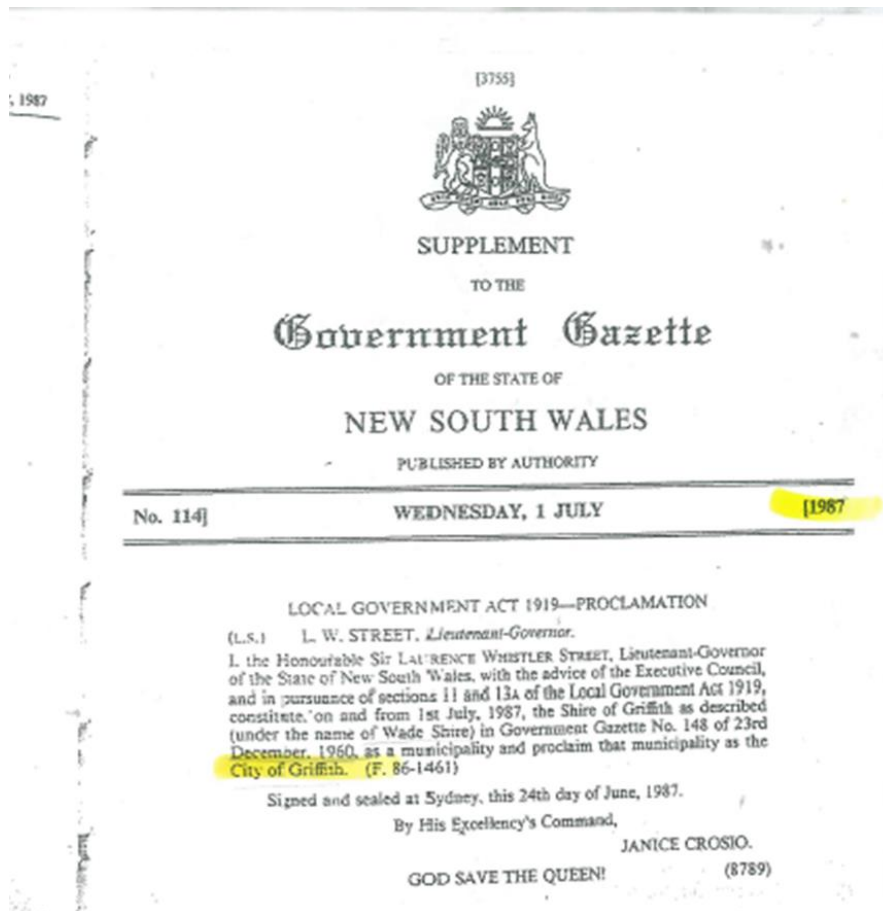 , 1987
[3755]
SUPPLEMENT
TO THE
Government Gazette
OF THE STATE OF
NEW SOUTH WALES
PUBLISHED BY AUTHORITY
No. 114]
WEDNESDAY, 1 JULY
[1987
LOCAL GOVERNMENT ACT 1919—PROCLAMATION
(L.S.) L. W. STREET, Lieutenant-Governor.
I, the Honourable Sir LAURENCE WHISTLER STREET, Lieutenant-Governor
of the State of New South Wales, with the advice of the Executive Council,
and in pursuance of sections 11 and 13A of the Local Government Act 1919,
constitute, on and from 1st July, 1987, the Shire of Griffith as described
(under the name of Wade Shire) in Government Gazette No. 148 of 23rd
December, 1960, as a municipality and proclaim that municipality as the
City of Griffith. (F. 86-1461)
Signed and sealed at Sydney, this 24th day of June, 1987.
By His Excellency's Command,
JANICE CROSIO.
GOD SAVE THE QUEEN!
(8789)